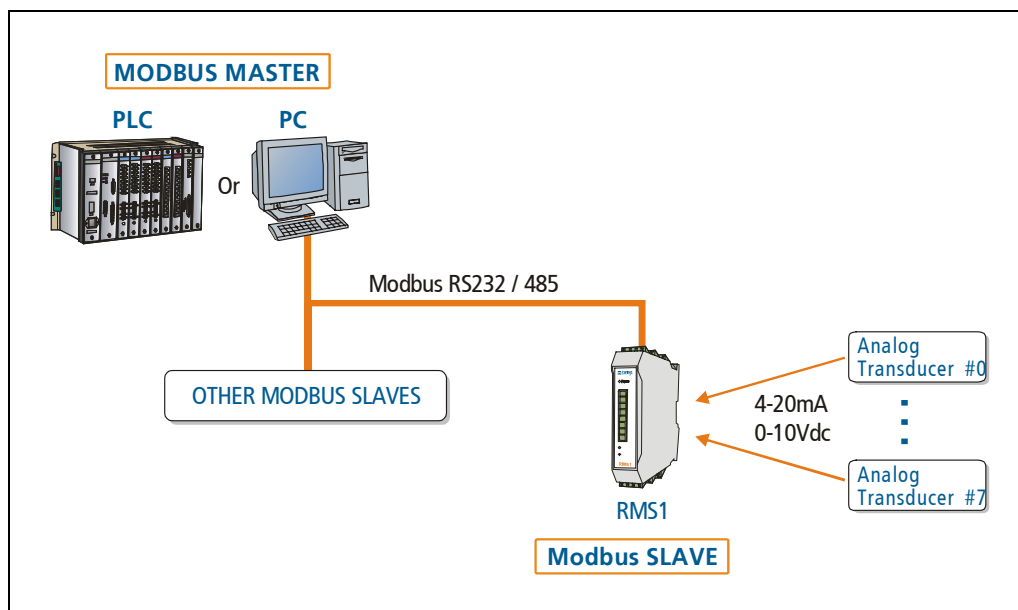 MODBUS MASTER
PLC
PC
Or
Modbus RS232 / 485
OTHER MODBUS SLAVES
Analog
Transducer #0
4-20mA
0-10Vdc
Analog
Transducer #7
RMS1
Modbus SLAVE